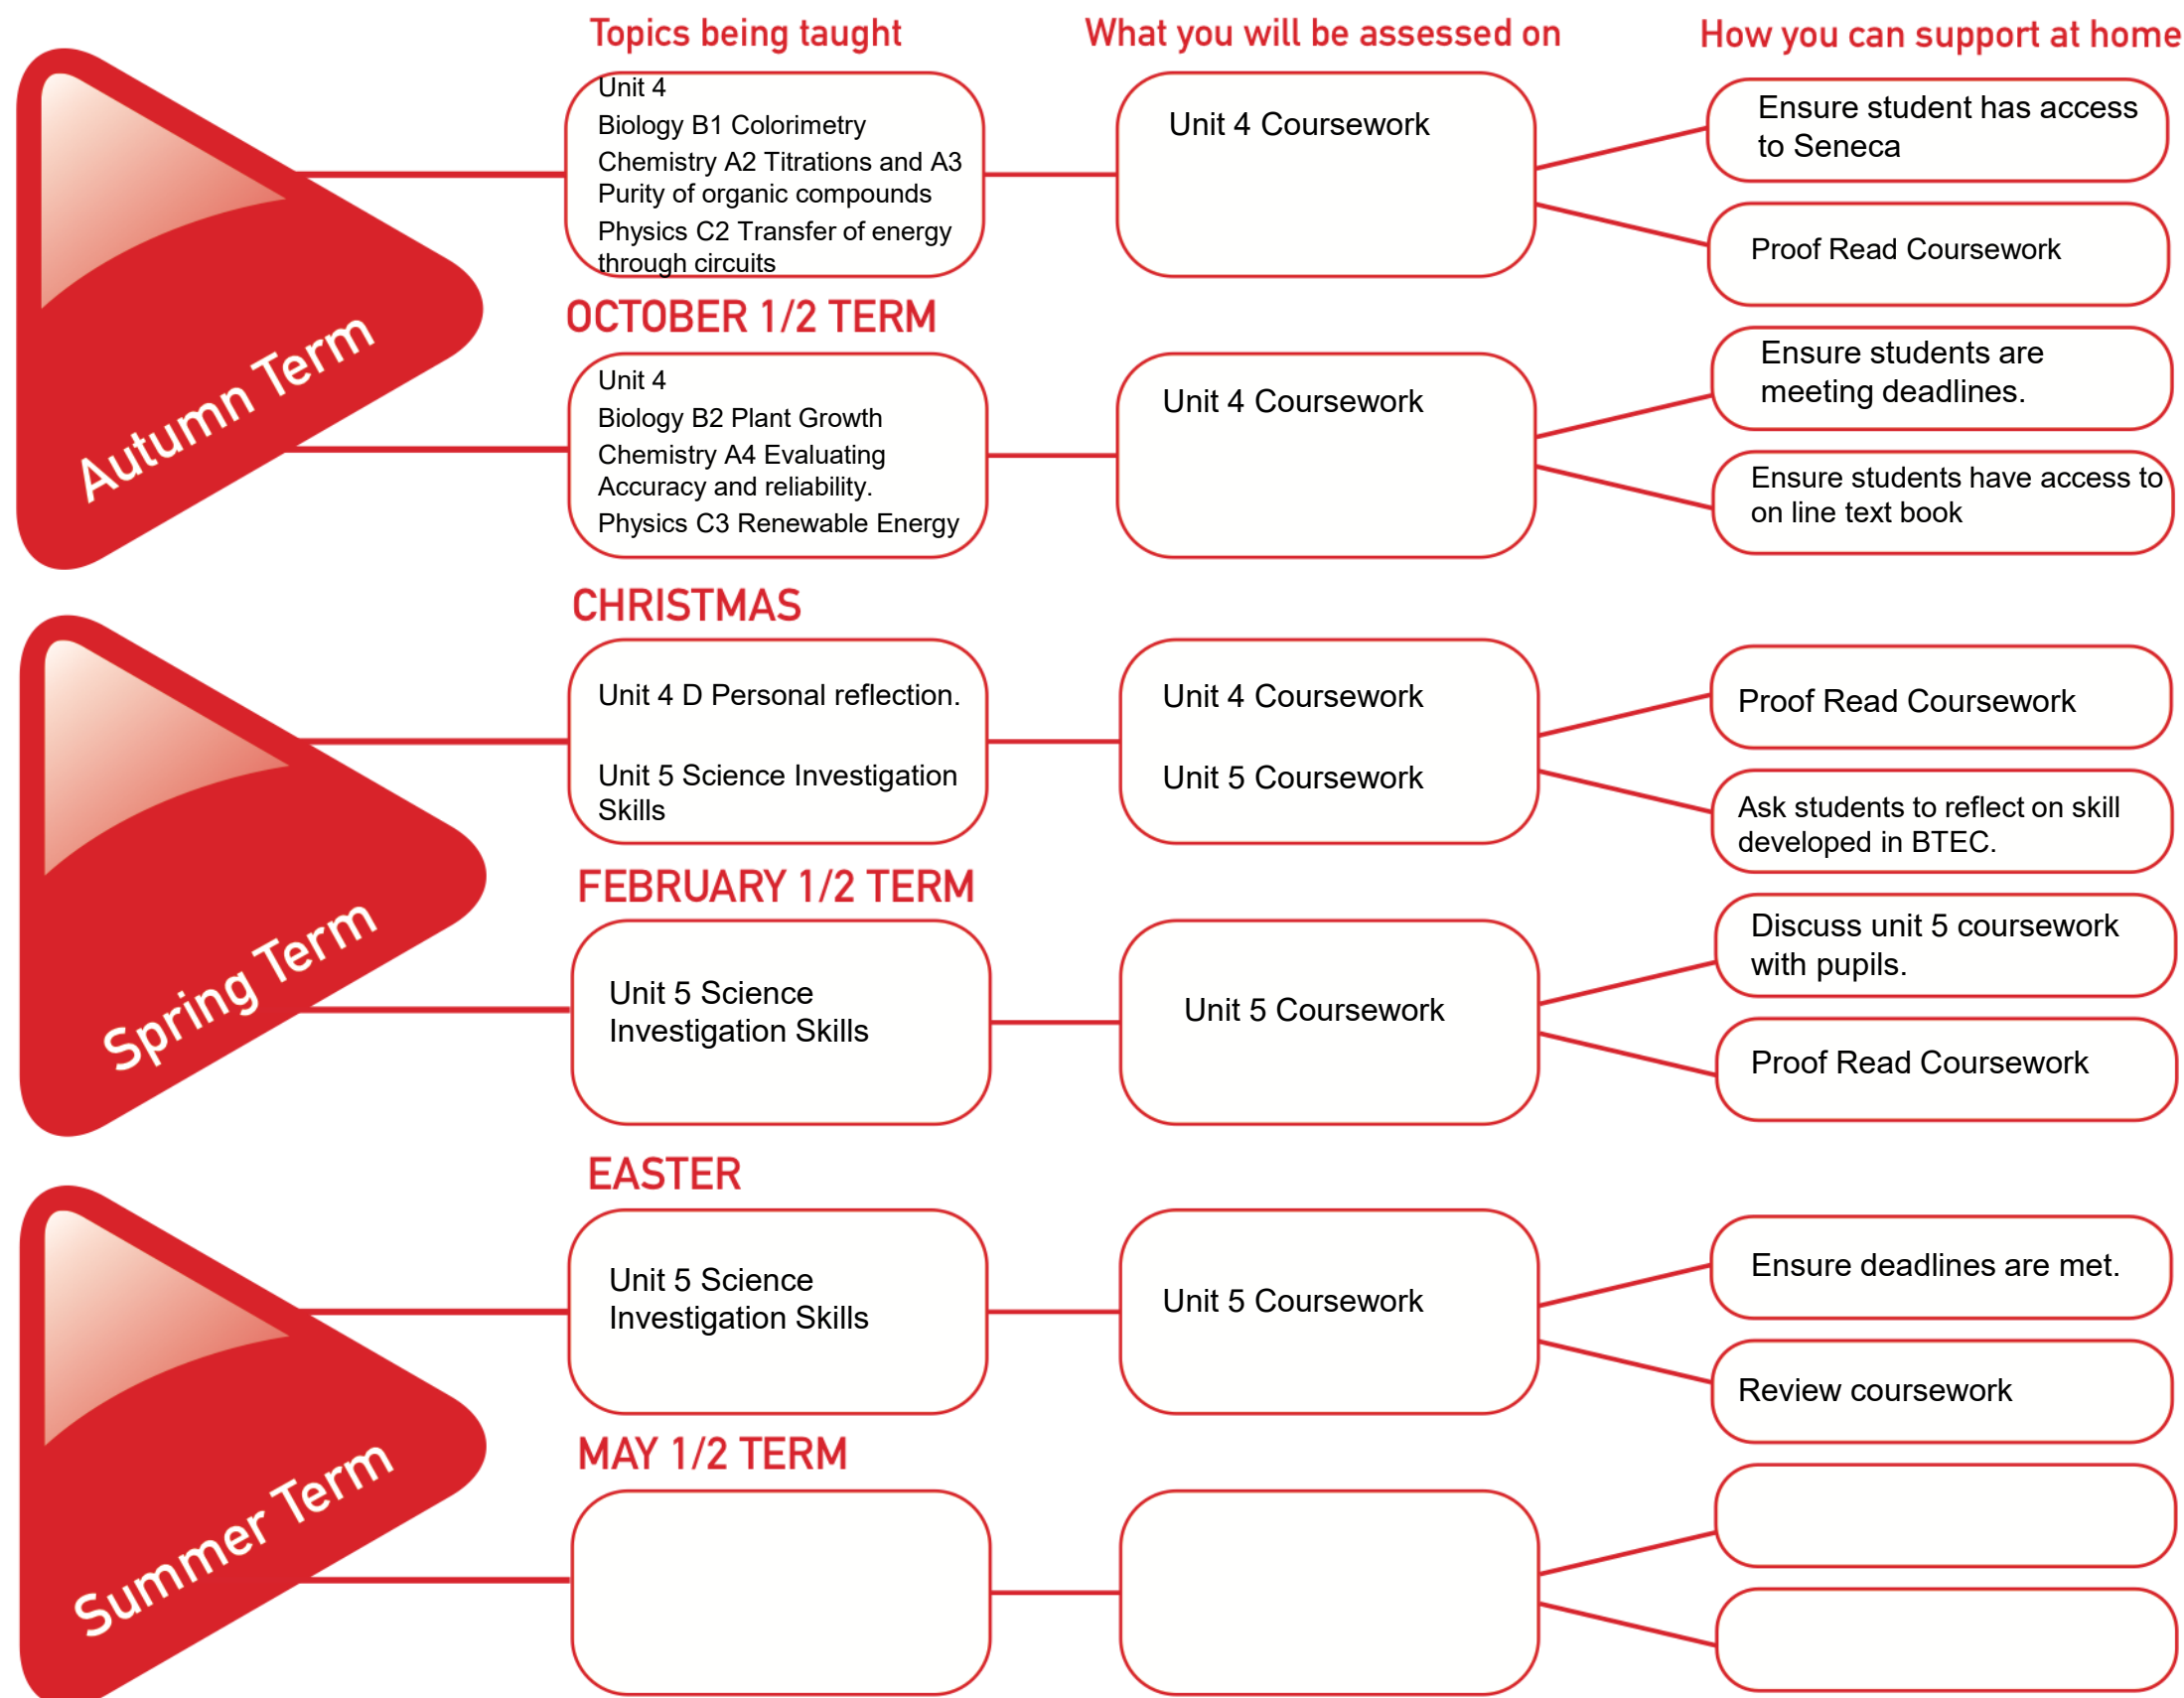 Topics being taught
What you will be assessed on
How you can support at home
Autumn Term
Unit 4
Biology B1 Colorimetry
Chemistry A2 Titrations and A3
Purity of organic compounds
Physics C2 Transfer of energy
through circuits
Unit 4 Coursework
Ensure student has access
to Seneca
Proof Read Coursework
OCTOBER 1/2 TERM
Unit 4
Biology B2 Plant Growth
Chemistry A4 Evaluating
Accuracy and reliability.
Physics C3 Renewable Energy
Unit 4 Coursework
Ensure students are
meeting deadlines.
Ensure students have access to
on line text book
CHRISTMAS
Spring Term
Unit 4 D Personal reflection.
Unit 5 Science Investigation
Skills
Unit 4 Coursework
Unit 5 Coursework
Proof Read Coursework
Ask students to reflect on skill
developed in BTEC.
FEBRUARY 1/2 TERM
Unit 5 Science
Investigation Skills
Unit 5 Coursework
Discuss unit 5 coursework
with pupils.
Proof Read Coursework
EASTER
Summer Term
Unit 5 Science
Investigation Skills
Unit 5 Coursework
Ensure deadlines are met.
Review coursework
MAY 1/2 TERM